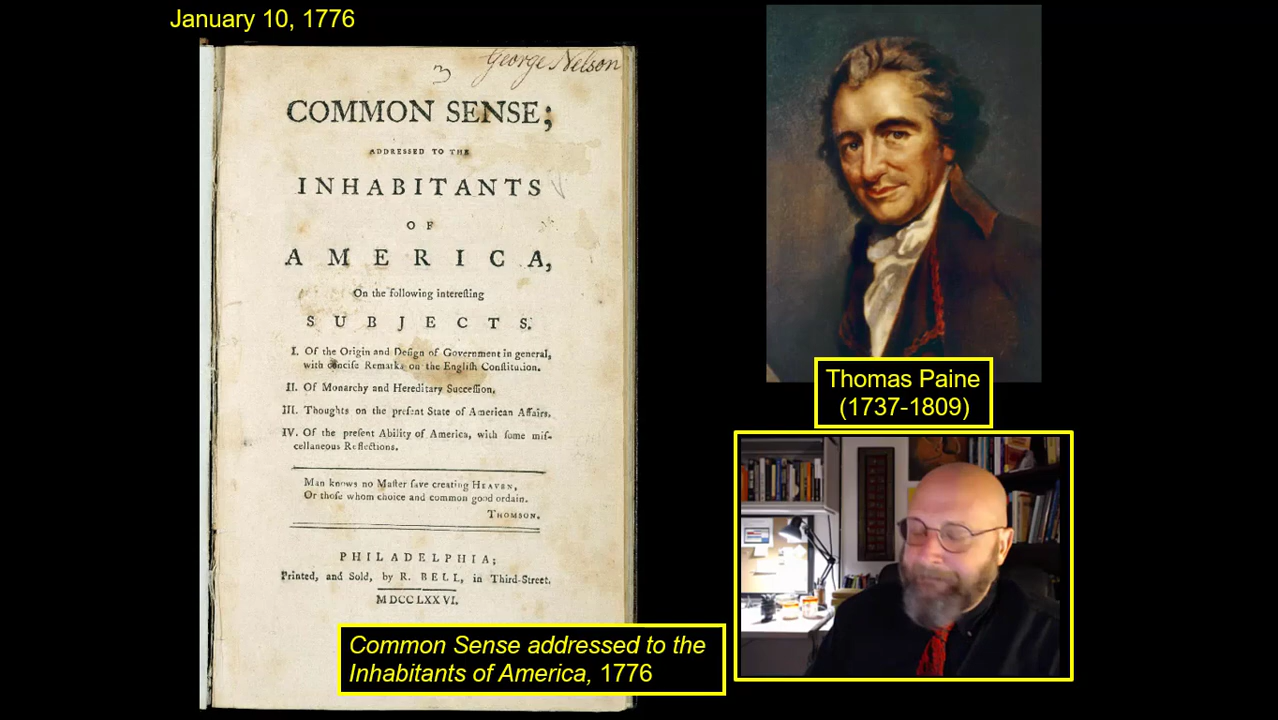 January 10, 1776
George Nelson
3
COMMON SENSE;
ADDRESSED TO THE
INHABITANTS
OF
AMERICA,
On the following intereſting
SUBJECTS.
I. Of the Origin and Deſign of Government in general,
with conciſe Remarks on the Engliſh Conſtitution.
II. Of Monarchy and Hereditary Succeſſion.
III. Thoughts on the preſent State of American Affairs.
IV. Of the preſent Ability of America, with ſome miſ-
cellaneous Reflections.
Man knows no Maſter ſave creating HEAVEN,
Or thoſe whom choice and common good ordain.
THOMSON.
PHILADELPHIA;
Printed, and Sold, by R. BELL, in Third-Street.
MDCCLXXVI.
Common Sense addressed to the
Inhabitants of America, 1776
Thomas Paine
(1737-1809)